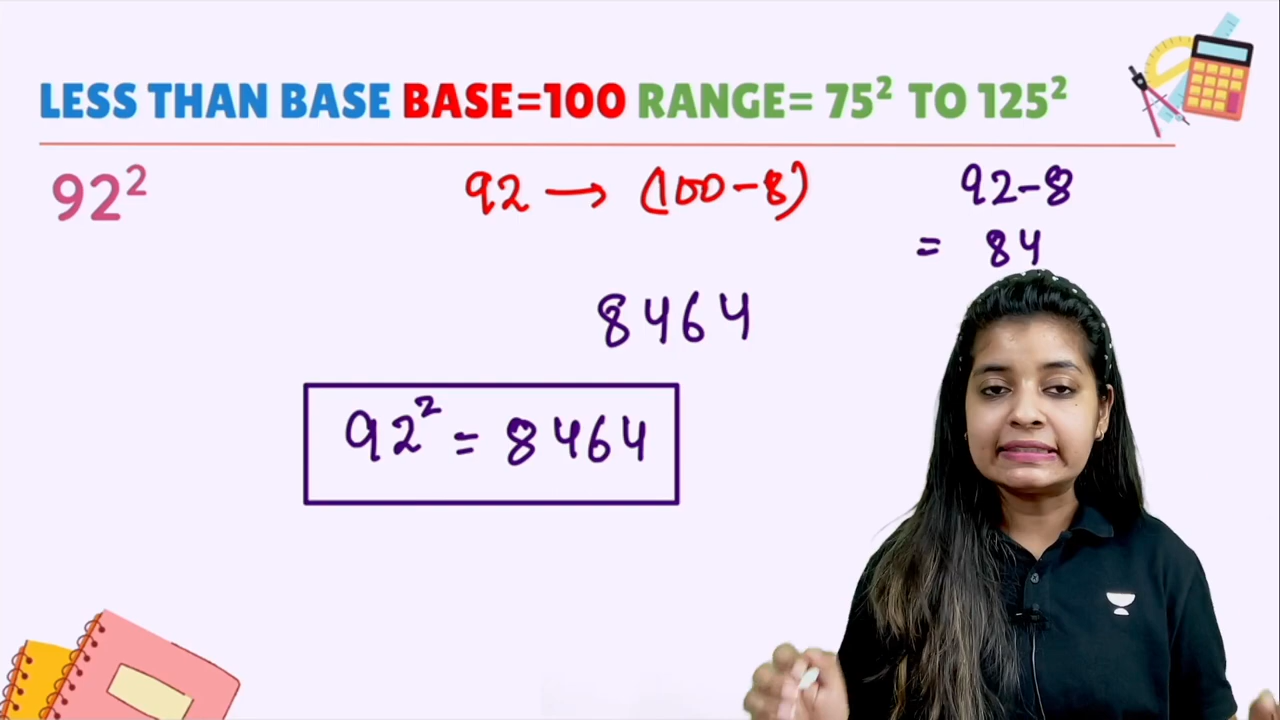 LESS THAN BASE BASE=100 RANGE= 75² TO 125²
92²
92 → (100-8)
92-8
= 84
8464
92² = 8464